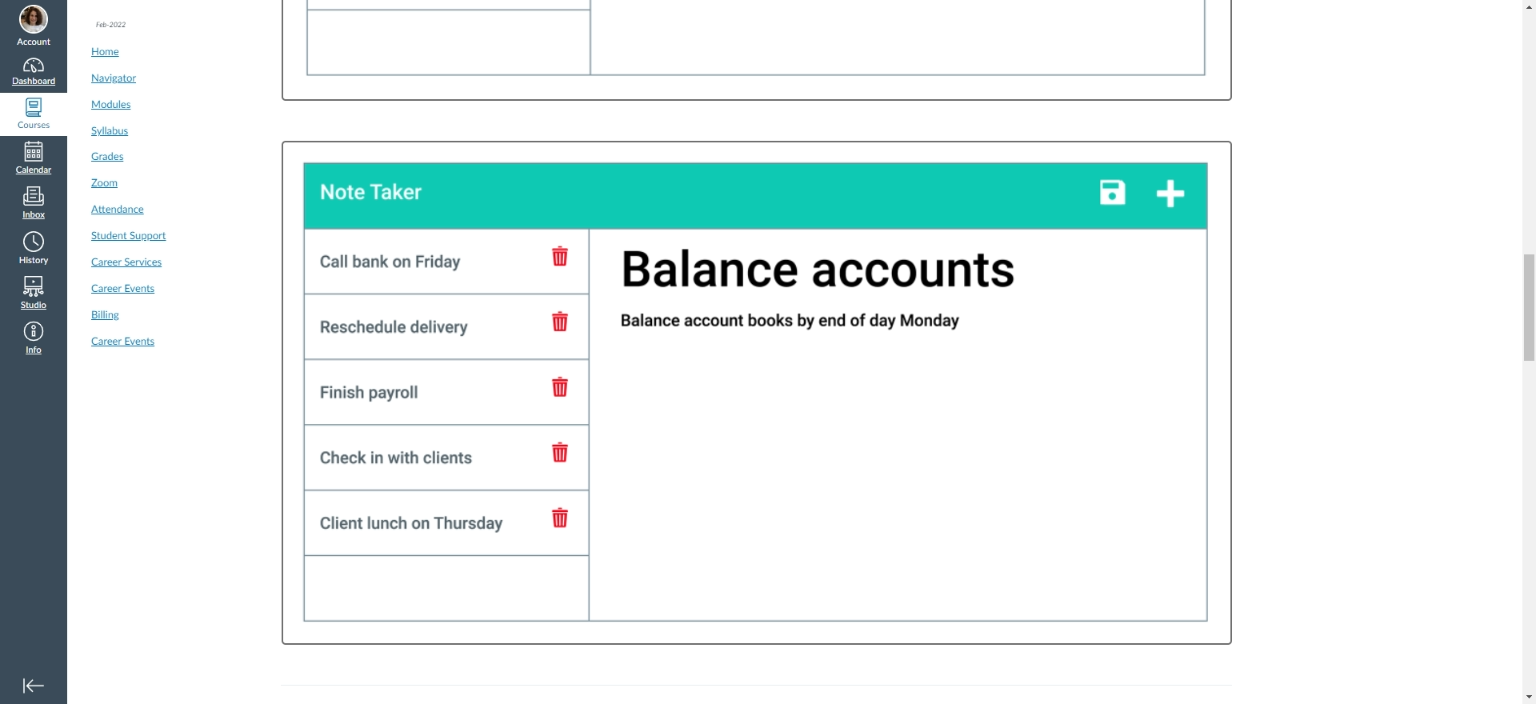 Account
Dashboard
Courses
Calendar
Inbox
History
Studio
Info
Feb-2022
Home
Navigator
Modules
Syllabus
Grades
Zoom
Attendance
Student Support
Career Services
Career Events
Billing
Career Events
Note Taker
Call bank on Friday
Reschedule delivery
Finish payroll
Check in with clients
Client lunch on Thursday
Balance accounts
Balance account books by end of day Monday